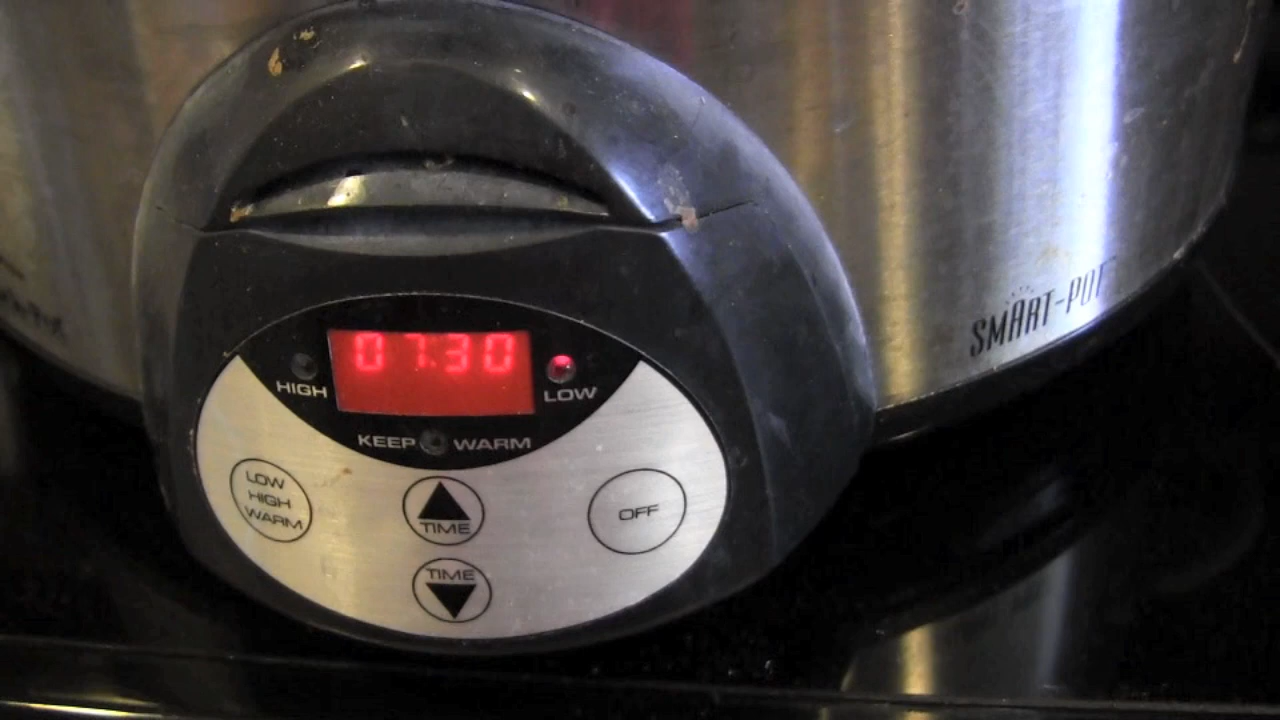 SMART-POT
07:30
HIGH
LOW
KEEP WARM
LOW
HIGH
WARM
TIME
OFF
TIME